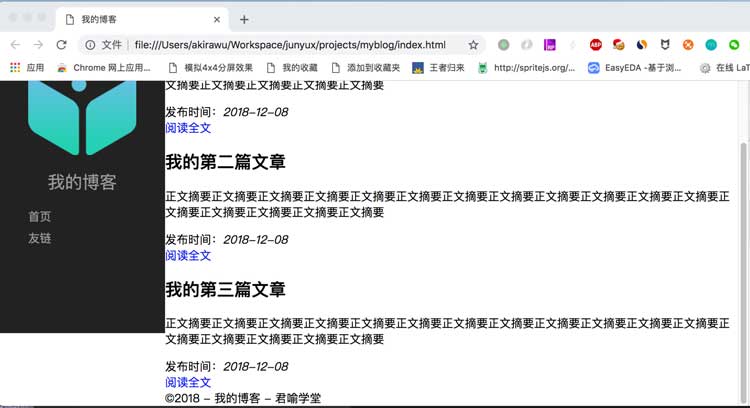 我的博客
文件 file:///Users/akirawu/Workspace/junyux/projects/myblog/index.html
应用 Chrome 网上应用... 模拟4x4分屏效果 我的收藏 添加到收藏夹 王者归来 http://spritejs.org/... EasyEDA -基于浏... 在线 LaT
我的博客
首页
友链
文摘要正文摘要正文摘要正文摘要正文摘要
发布时间：2018-12-08
阅读全文
我的第二篇文章
正文摘要正文摘要正文摘要正文摘要正文摘要正文摘要正文摘要正文摘要正文摘要正文摘要正文摘要正文摘要正
文摘要正文摘要正文摘要正文摘要正文摘要
发布时间：2018-12-08
阅读全文
我的第三篇文章
正文摘要正文摘要正文摘要正文摘要正文摘要正文摘要正文摘要正文摘要正文摘要正文摘要正文摘要正文摘要正
文摘要正文摘要正文摘要正文摘要正文摘要
发布时间：2018-12-08
阅读全文
©2018 - 我的博客 - 君喻学堂